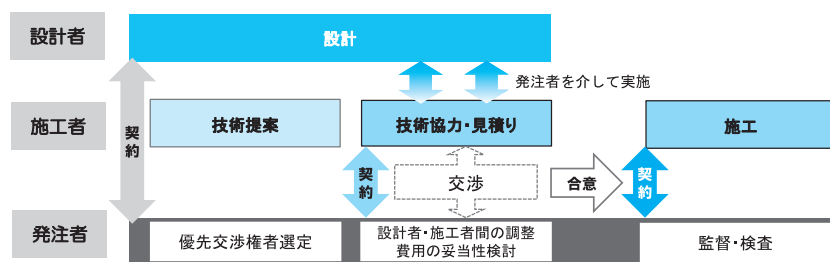 設計者
設計
発注者を介して実施
施工者
技術提案
技術協力・見積り
施工
契約
契約
交渉
合意
契約
発注者
優先交渉権者選定
設計者・施工者間の調整
費用の妥当性検討
監督・検査